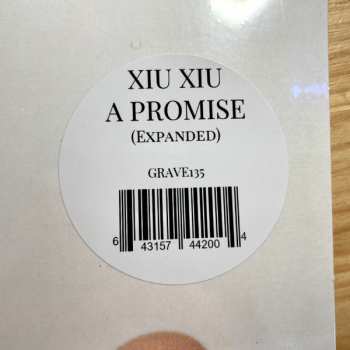 XIU XIU
A PROMISE
(EXPANDED)
GRAVE135
6 43157 44200 4